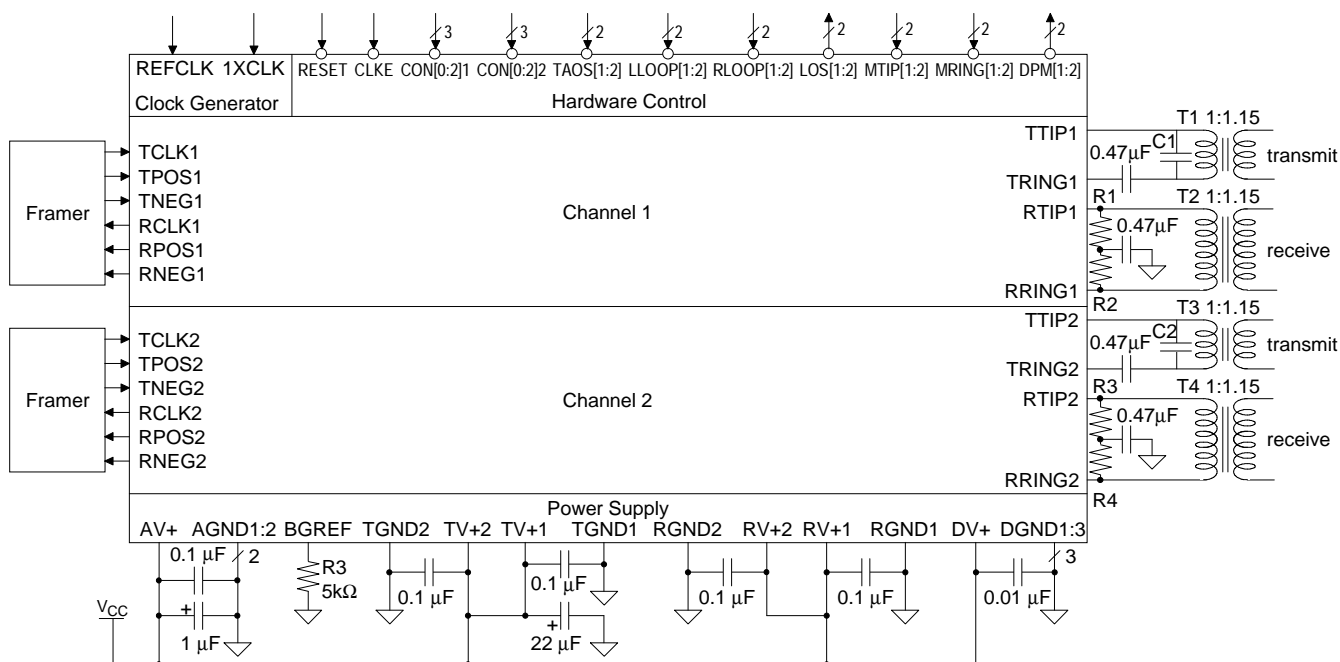 3 3 2 2 2 2 2 2 2
REFCLK 1XCLK RESET CLKE CON[0:2]1 CON[0:2]2 TAOS[1:2] LLOOP[1:2] RLOOP[1:2] LOS[1:2] MTIP[1:2] MRING[1:2] DPM[1:2]
Clock Generator Hardware Control
T1 1:1.15
TTIP1
TCLK1
0.47μF C1
transmit
TPOS1
TRING1
TNEG1
R1
T2 1:1.15
Framer
Channel 1
RTIP1
RCLK1
0.47μF
RPOS1
receive
RNEG1
RRING1
R2
T3 1:1.15
TTIP2
TCLK2
0.47μF C2
transmit
TPOS2
TRING2
TNEG2
R3
T4 1:1.15
Framer
Channel 2
RTIP2
RCLK2
0.47μF
RPOS2
receive
RNEG2
RRING2
R4
Power Supply
AV+ AGND1:2 BGREF TGND2 TV+2 TV+1 TGND1 RGND2 RV+2 RV+1 RGND1 DV+ DGND1:3
0.1 μF 2 3
R3
5kΩ
0.1 μF
0.1 μF 0.1 μF 0.1 μF 0.01 μF
VCC
+ +
1 μF 22 μF